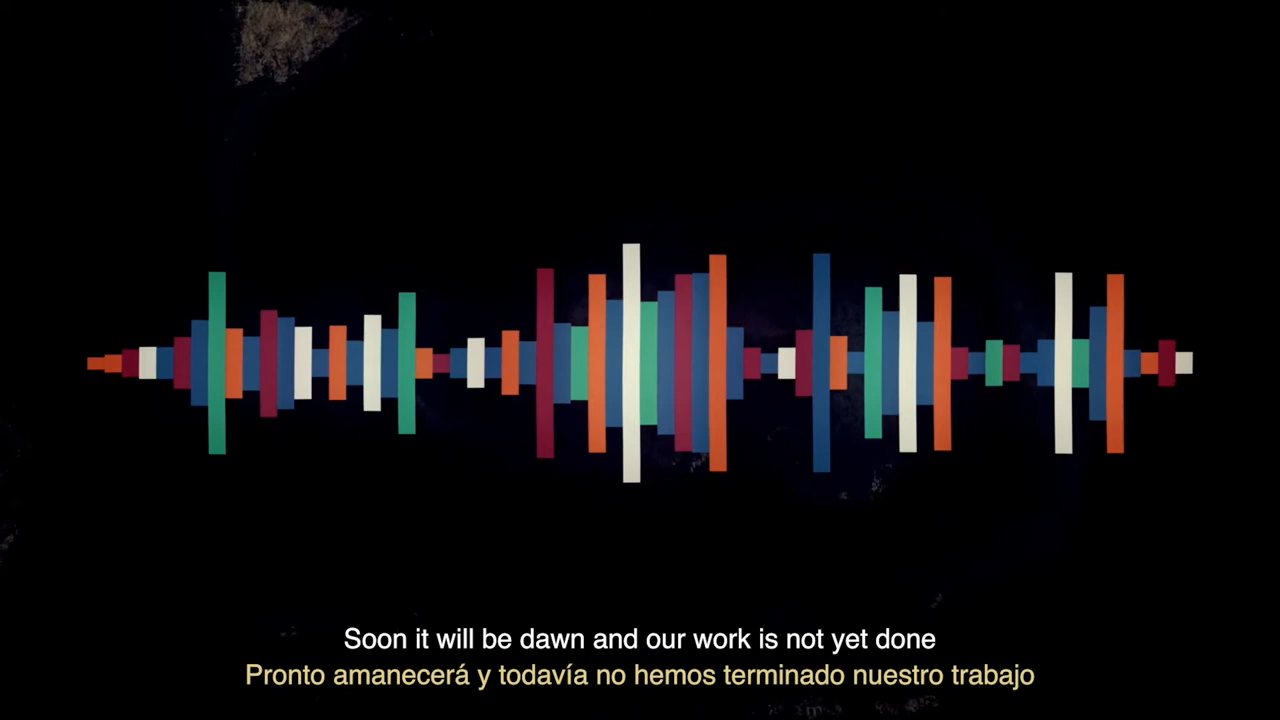 Soon it will be dawn and our work is not yet done
Pronto amanecerá y todavía no hemos terminado nuestro trabajo